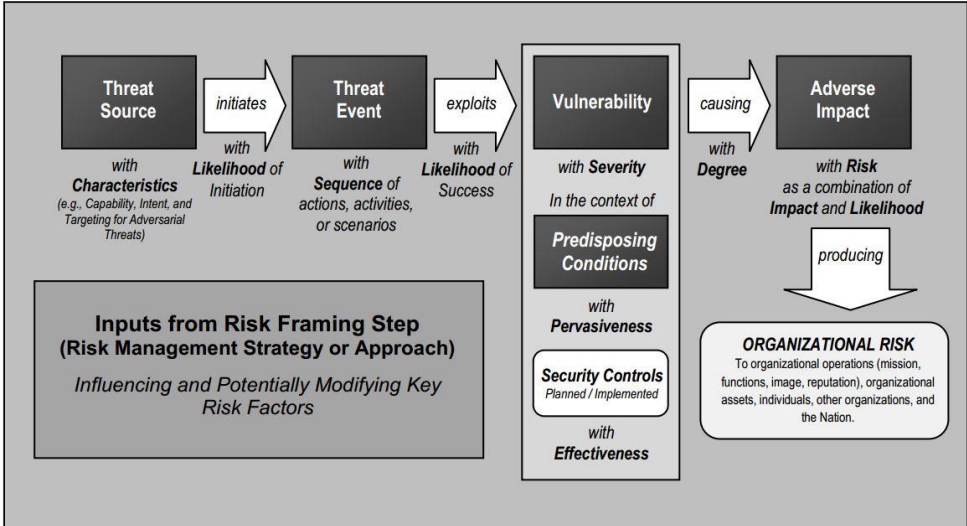 Threat
Source
with
Characteristics
(e.g., Capability, Intent, and
Targeting for Adversarial
Threats)
initiates
with
Likelihood of
Initiation
Threat
Event
with
Sequence of
actions, activities,
or scenarios
exploits
with
Likelihood of
Success
Vulnerability
with Severity
In the context of
Predisposing
Conditions
with
Pervasiveness
Security Controls
Planned / Implemented
with
Effectiveness
causing
with
Degree
Adverse
Impact
with Risk
as a combination of
Impact and Likelihood
producing
ORGANIZATIONAL RISK
To organizational operations (mission,
functions, image, reputation), organizational
assets, individuals, other organizations, and
the Nation.
Inputs from Risk Framing Step
(Risk Management Strategy or Approach)
Influencing and Potentially Modifying Key
Risk Factors